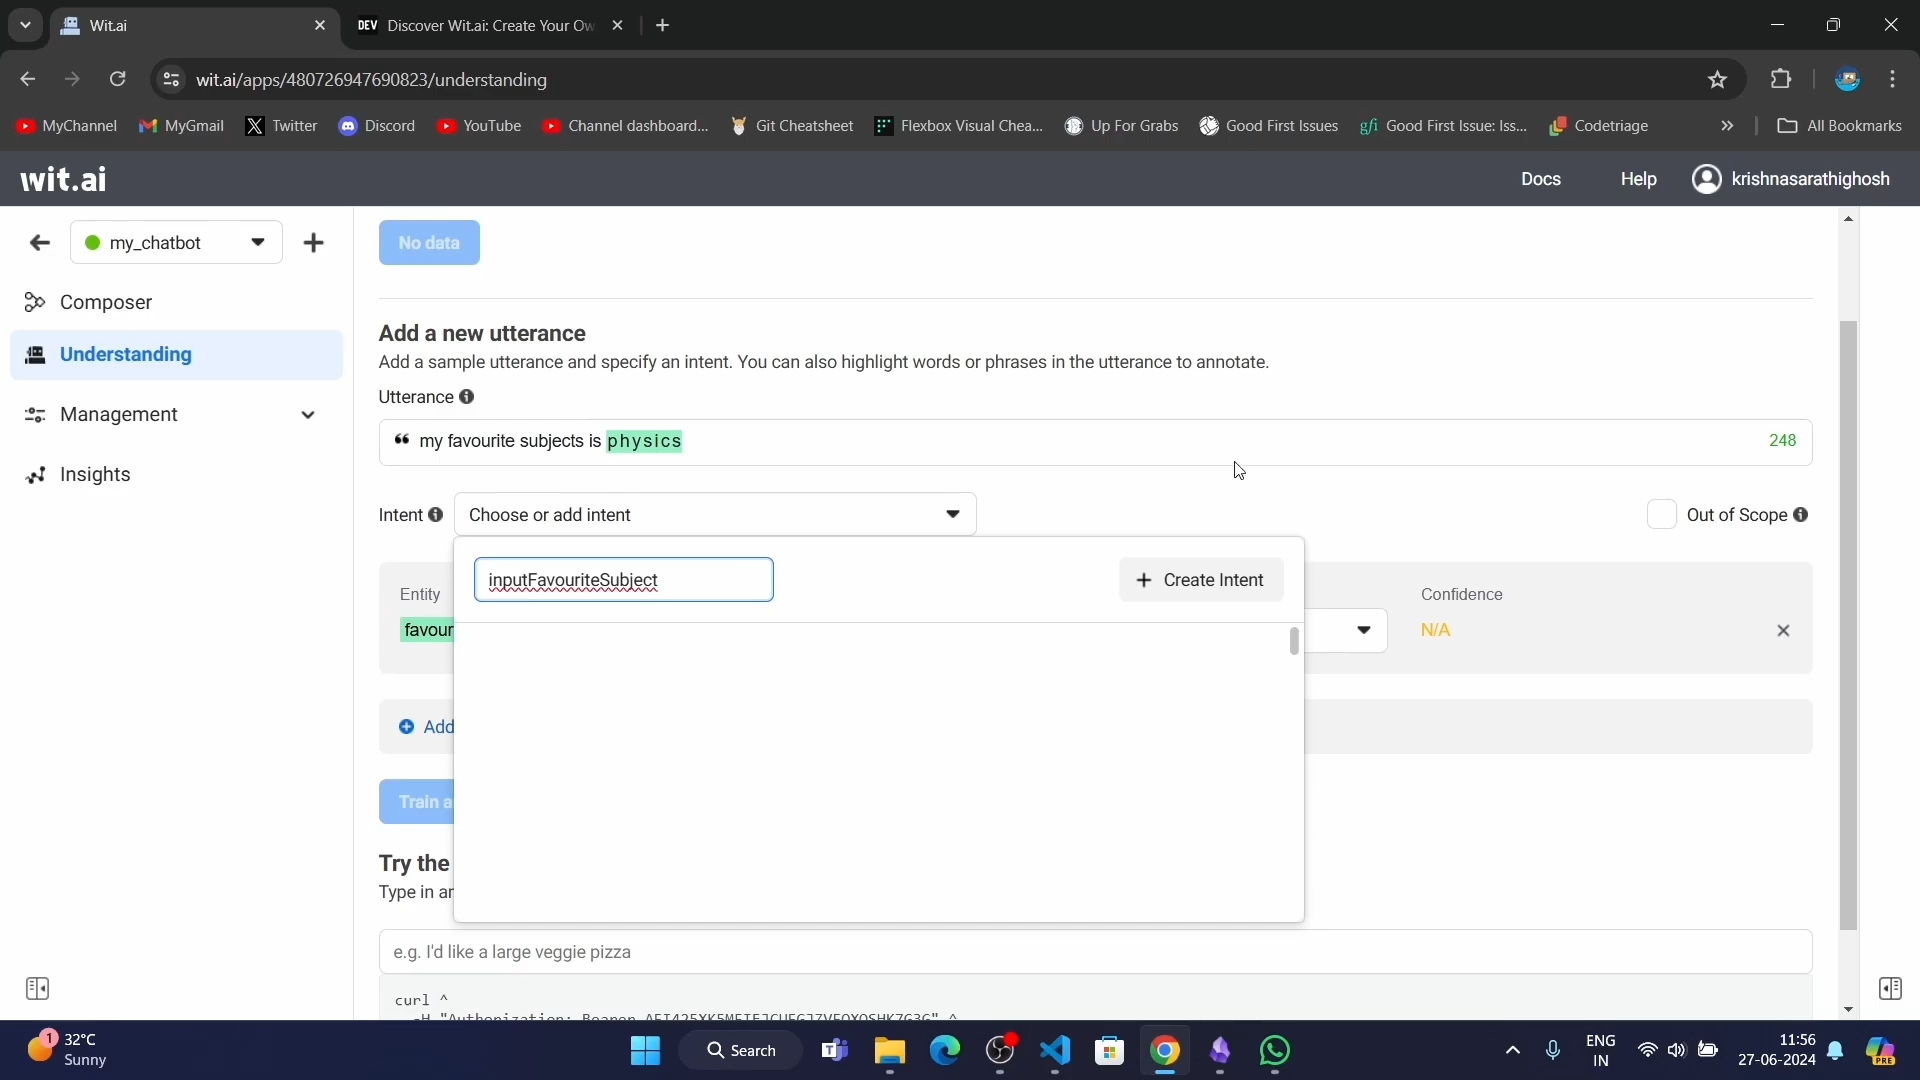 Wit.ai
DEV Discover Wit.ai: Create Your Ow
wit.ai/apps/480726947690823/understanding
MyChannel MyGmail Twitter Discord YouTube Channel dashboard... Git Cheatsheet Flexbox Visual Chea... Up For Grabs Good First Issues gfi Good First Issue: Iss... Codetriage » All Bookmarks
wit.ai Docs Help krishnasarathighosh
my_chatbot
No data
Composer
Understanding
Management
Insights
Add a new utterance
Add a sample utterance and specify an intent. You can also highlight words or phrases in the utterance to annotate.
Utterance
“ my favourite subjects is physics 248
Intent Choose or add intent Out of Scope
inputFavouriteSubject + Create Intent
Entity Confidence
favour N/A
Add
Train a
Try the
Type in an
e.g. I'd like a large veggie pizza
curl ^
32°C
Sunny
1
Search
ENG
IN
11:56
27-06-2024
PRE